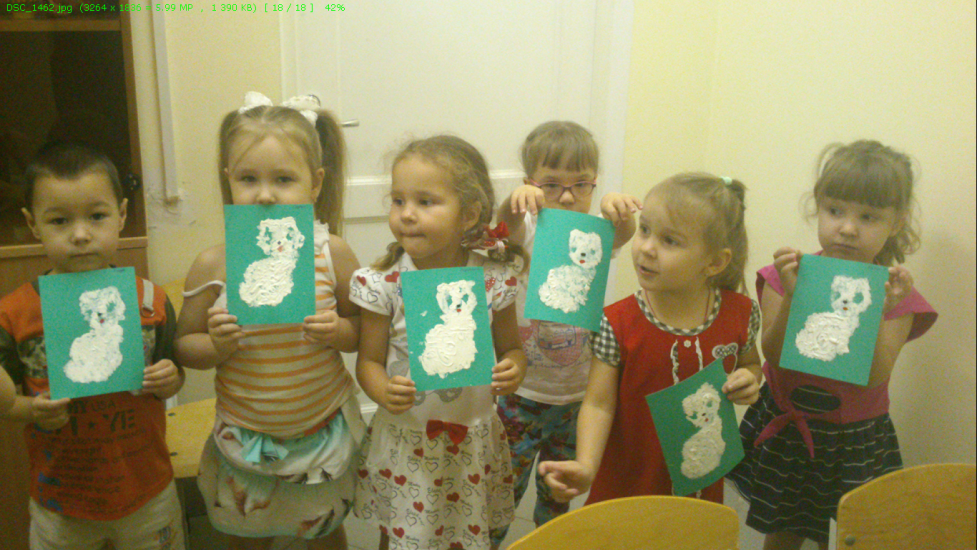 DSC_1462.jpg (3264 x 1836 = 5.99 MP , 1 390 KB) [ 18 / 18 ] 42%